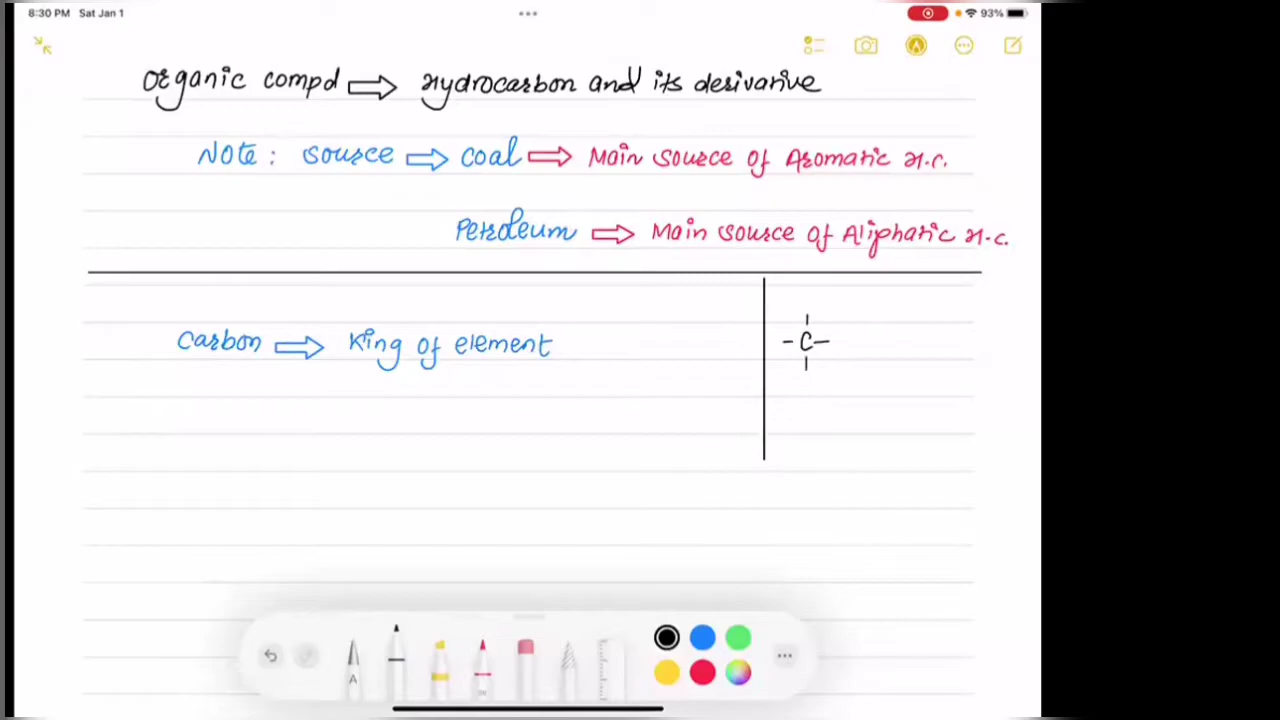 8:30 PM Sat Jan 1 93%
Organic compd ⇒ Hydrocarbon and its derivative
Note: source ⇒ coal ⇒ Main source of Aromatic H.C.
Petroleum ⇒ Main source of Aliphatic H.C.
Carbon ⇒ King of element
-C-
A